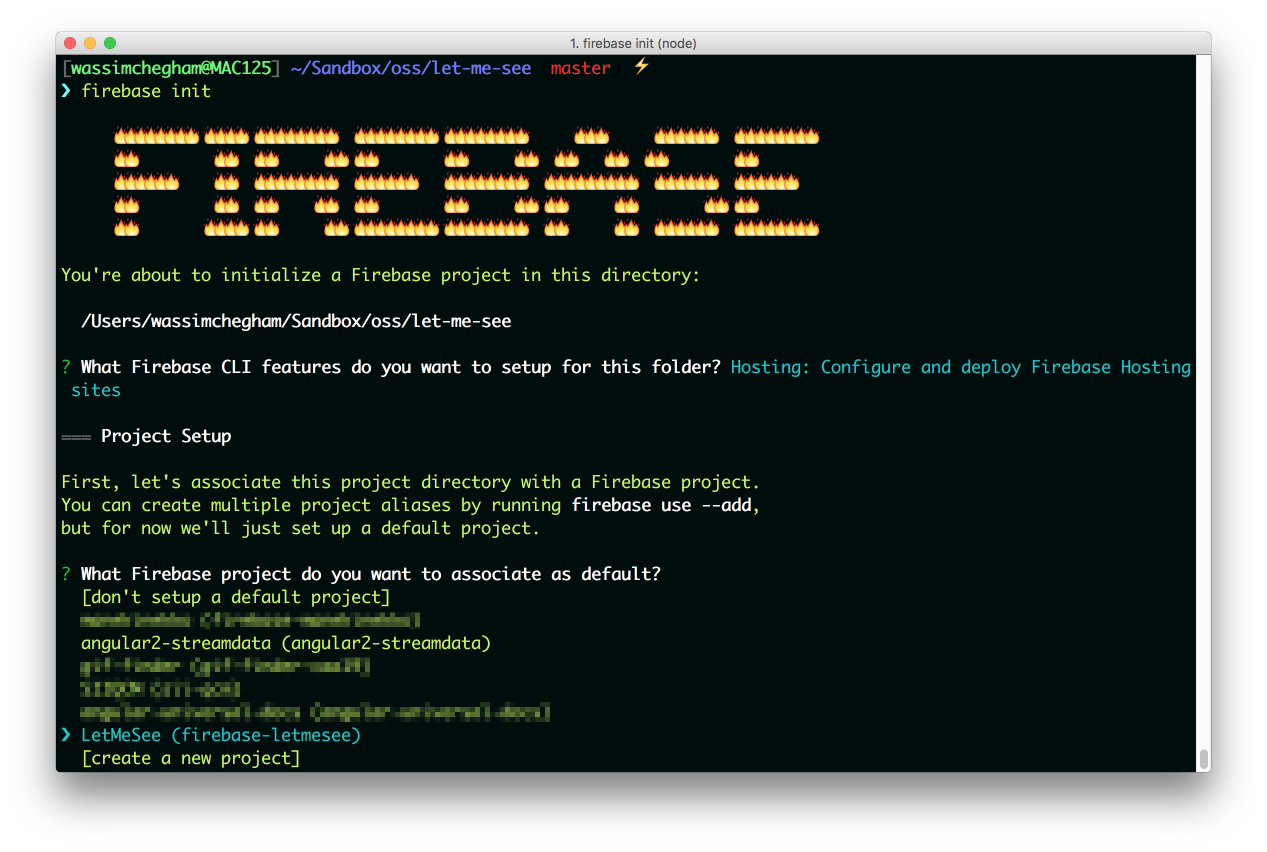 1. firebase init (node)
[wassimchegham@MAC125] ~/Sandbox/oss/let-me-see (master) ⚡
❯ firebase init
FIREBASE
You're about to initialize a Firebase project in this directory:
/Users/wassimchegham/Sandbox/oss/let-me-see
? What Firebase CLI features do you want to setup for this folder? Hosting: Configure and deploy Firebase Hosting
sites
=== Project Setup
First, let's associate this project directory with a Firebase project.
You can create multiple project aliases by running firebase use --add,
but for now we'll just set up a default project.
? What Firebase project do you want to associate as default?
[don't setup a default project]
angular2-streamdata (angular2-streamdata)
❯ LetMeSee (firebase-letmesee)
[create a new project]